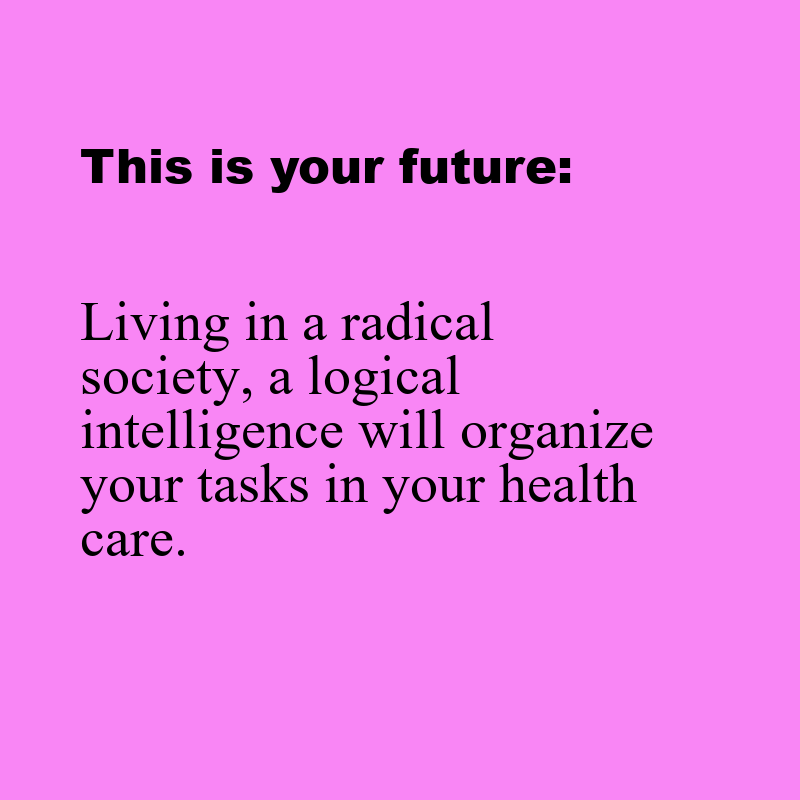 This is your future:
Living in a radical
society, a logical
intelligence will organize
your tasks in your health
care.